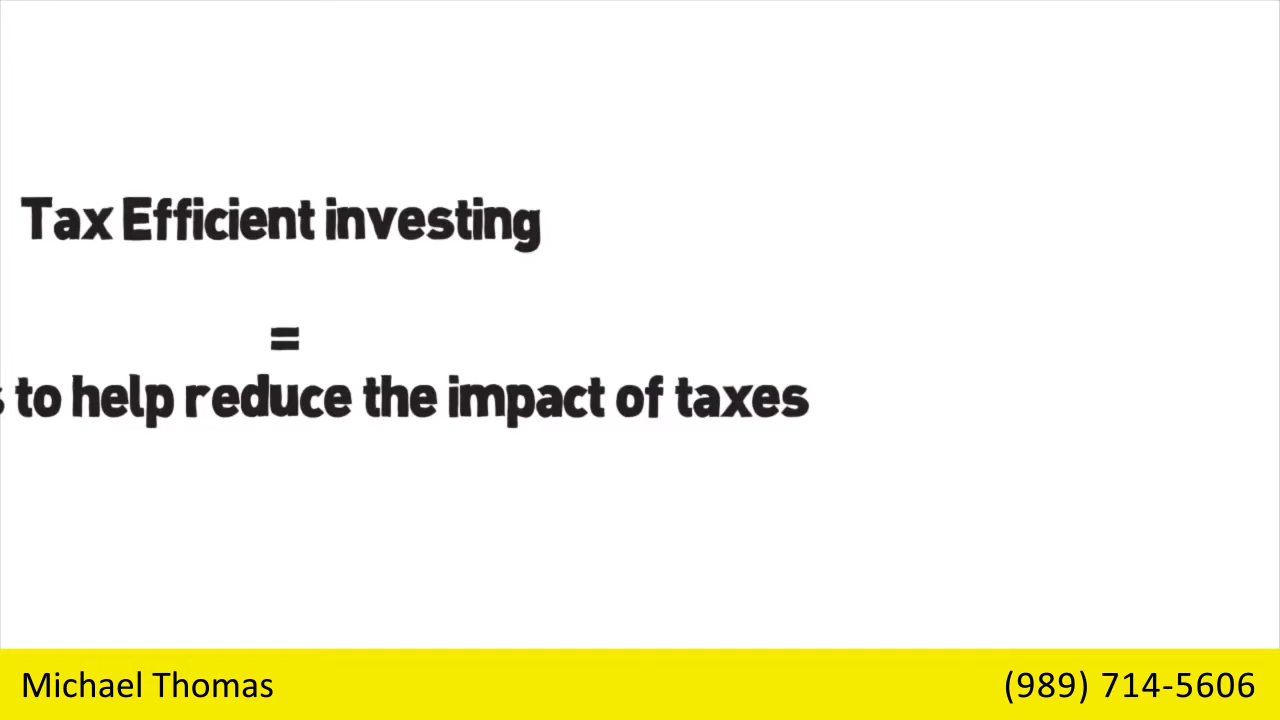 Tax Efficient investing
=
to help reduce the impact of taxes
Michael Thomas
(989) 714-5606